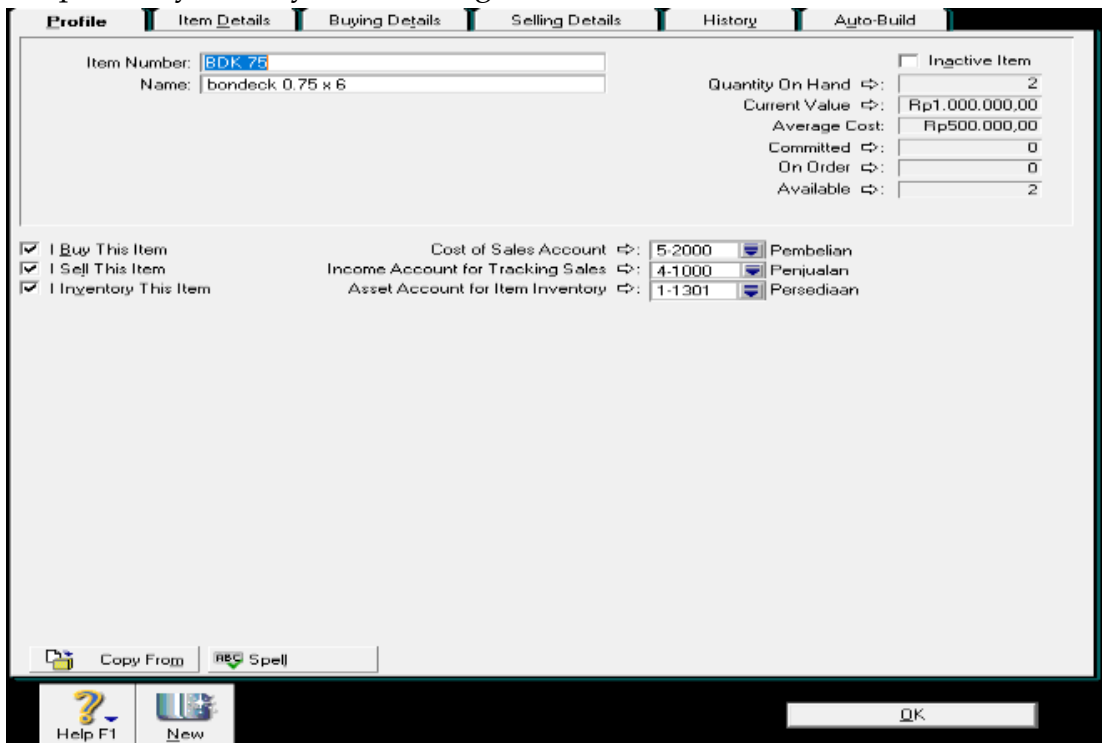 Profile Item Details Buying Details Selling Details History Auto-Build
Item Number: BDK 75
Inactive Item
Name: bondeck 0.75 x 6
Quantity On Hand ⇨: 2
Current Value ⇨: Rp1.000.000,00
Average Cost: Rp500.000,00
Committed ⇨: 0
On Order ⇨: 0
Available ⇨: 2
I Buy This Item Cost of Sales Account ⇨: 5-2000 Pembelian
I Sell This Item Income Account for Tracking Sales ⇨: 4-1000 Penjualan
I Inventory This Item Asset Account for Item Inventory ⇨: 1-1301 Persediaan
Copy From ABC Spell
Help F1 New OK